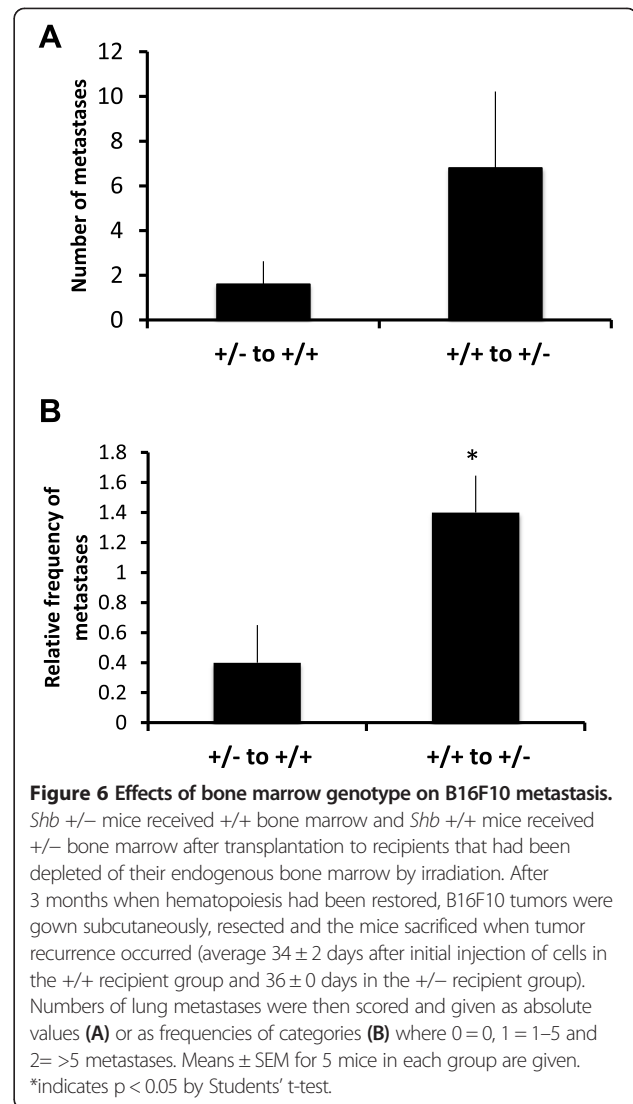 A
Number of metastases
12
10
8
6
4
2
0
+/- to +/+
+/+ to +/-
B
Relative frequency of
metastases
1.8
1.6
1.4
1.2
1
0.8
0.6
0.4
0.2
0
*
+/- to +/+
+/+ to +/-
Figure 6 Effects of bone marrow genotype on B16F10 metastasis.
Shb +/− mice received +/+ bone marrow and Shb +/+ mice received
+/− bone marrow after transplantation to recipients that had been
depleted of their endogenous bone marrow by irradiation. After
3 months when hematopoiesis had been restored, B16F10 tumors were
gown subcutaneously, resected and the mice sacrificed when tumor
recurrence occurred (average 34 ± 2 days after initial injection of cells in
the +/+ recipient group and 36 ± 0 days in the +/− recipient group).
Numbers of lung metastases were then scored and given as absolute
values (A) or as frequencies of categories (B) where 0 = 0, 1 = 1–5 and
2= >5 metastases. Means ± SEM for 5 mice in each group are given.
*indicates p < 0.05 by Students’ t-test.